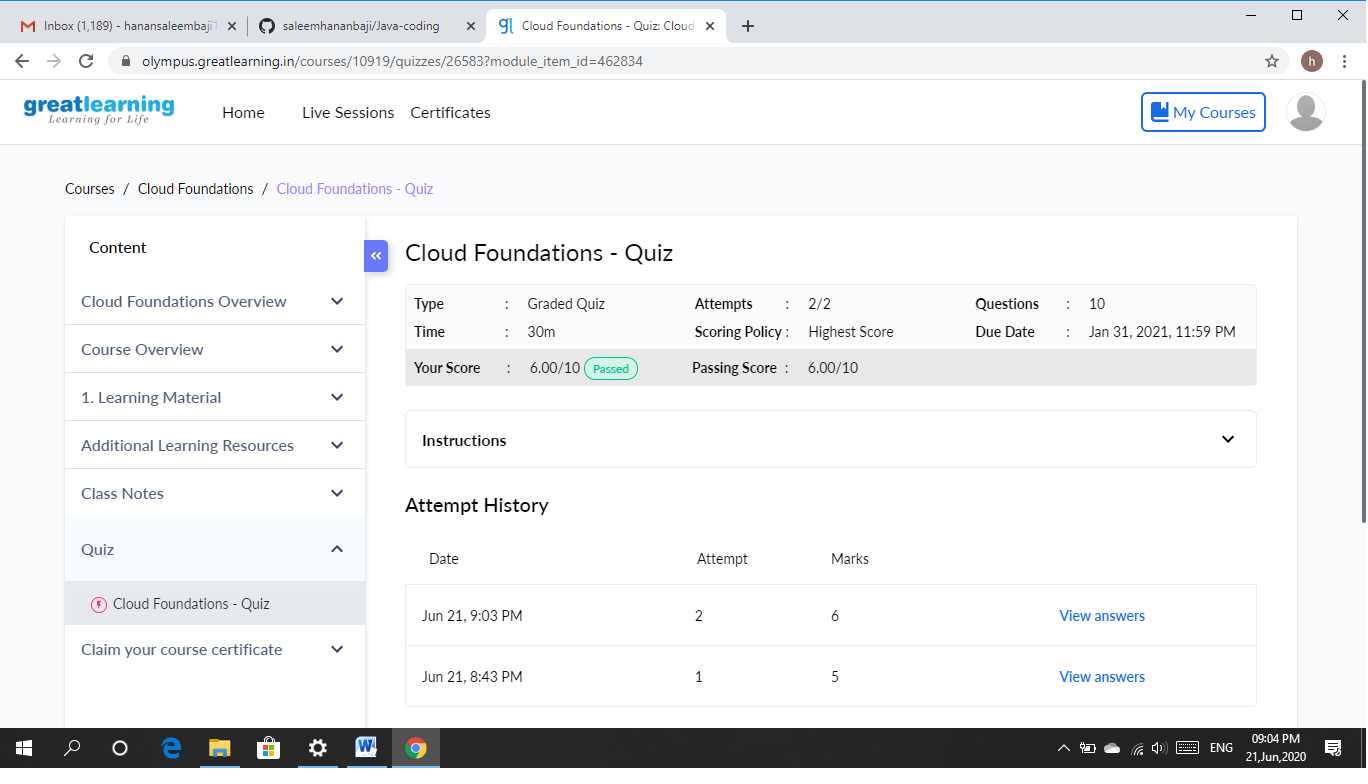 Inbox (1,189) - hanansaleembaji1
saleemhananbaji/Java-coding
Cloud Foundations - Quiz: Cloud
olympus.greatlearning.in/courses/10919/quizzes/26583?module_item_id=462834
h
greatlearning
Learning for Life
Home Live Sessions Certificates
My Courses
Courses / Cloud Foundations / Cloud Foundations - Quiz
Content
Cloud Foundations Overview
Course Overview
1. Learning Material
Additional Learning Resources
Class Notes
Quiz
Cloud Foundations - Quiz
Claim your course certificate
Cloud Foundations - Quiz
Type : Graded Quiz Attempts : 2/2 Questions : 10
Time : 30m Scoring Policy : Highest Score Due Date : Jan 31, 2021, 11:59 PM
Your Score : 6.00/10 Passed Passing Score : 6.00/10
Instructions
Attempt History
Date Attempt Marks
Jun 21, 9:03 PM 2 6 View answers
Jun 21, 8:43 PM 1 5 View answers
ENG
09:04 PM
21,Jun,2020